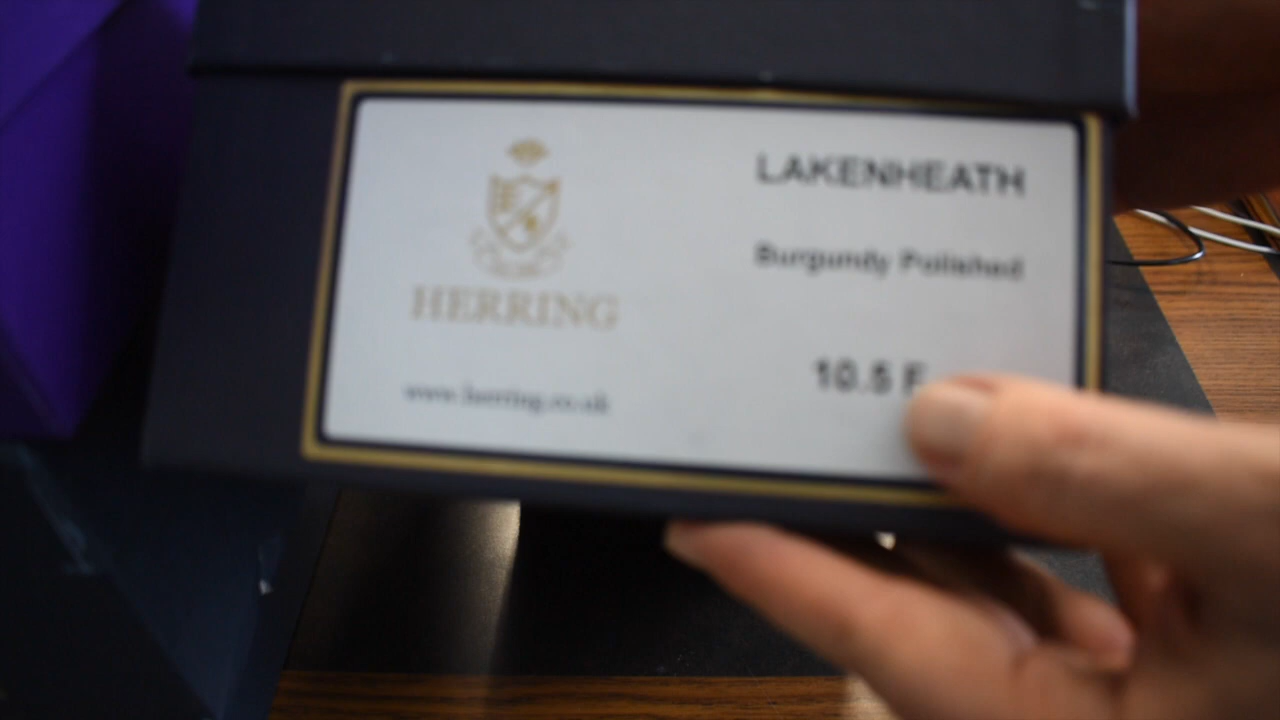 HERRING
www.herring.co.uk
LAKENHEATH
Burgundy Polished
10.5 F